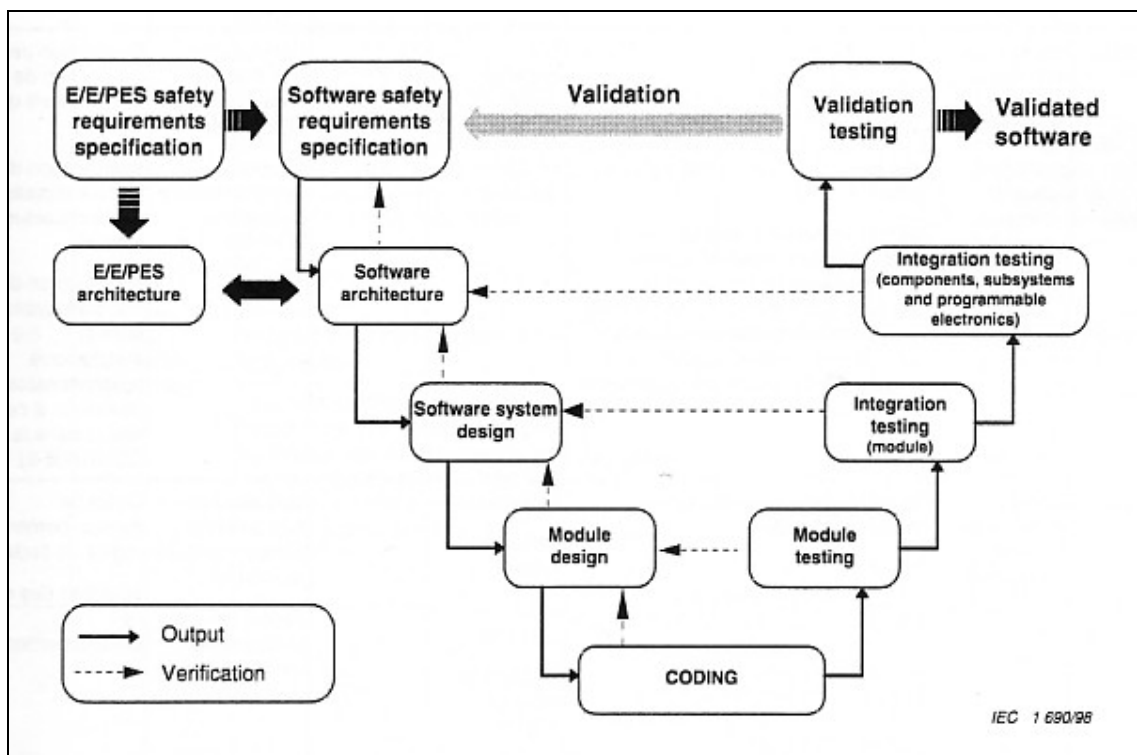 E/E/PES safety
requirements
specification
Software safety
requirements
specification
Validation
Validation
testing
Validated
software
E/E/PES
architecture
Software
architecture
Integration testing
(components, subsystems
and programmable
electronics)
Software system
design
Integration
testing
(module)
Module
design
Module
testing
Output
Verification
CODING
IEC 1 690/98